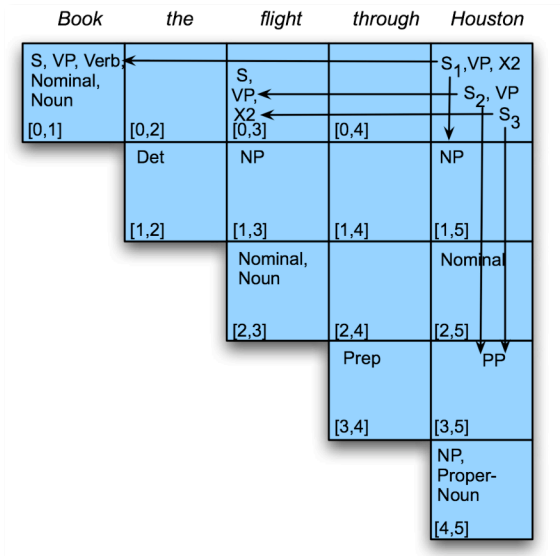 Book the flight through Houston
S, VP, Verb, Nominal, Noun
[0,1]
[0,2]
S, VP, X2
[0,3]
[0,4]
S1,VP, X2
S2, VP
S3
Det
[1,2]
NP
[1,3]
[1,4]
NP
[1,5]
Nominal, Noun
[2,3]
[2,4]
Nominal
[2,5]
Prep
[3,4]
PP
[3,5]
NP, Proper-Noun
[4,5]